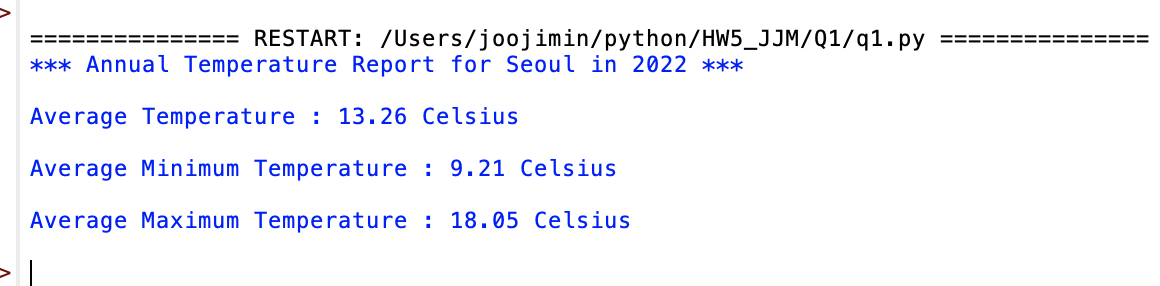 >
=============== RESTART: /Users/joojimin/python/HW5_JJM/Q1/q1.py ===============
*** Annual Temperature Report for Seoul in 2022 ***
Average Temperature : 13.26 Celsius
Average Minimum Temperature : 9.21 Celsius
Average Maximum Temperature : 18.05 Celsius
>